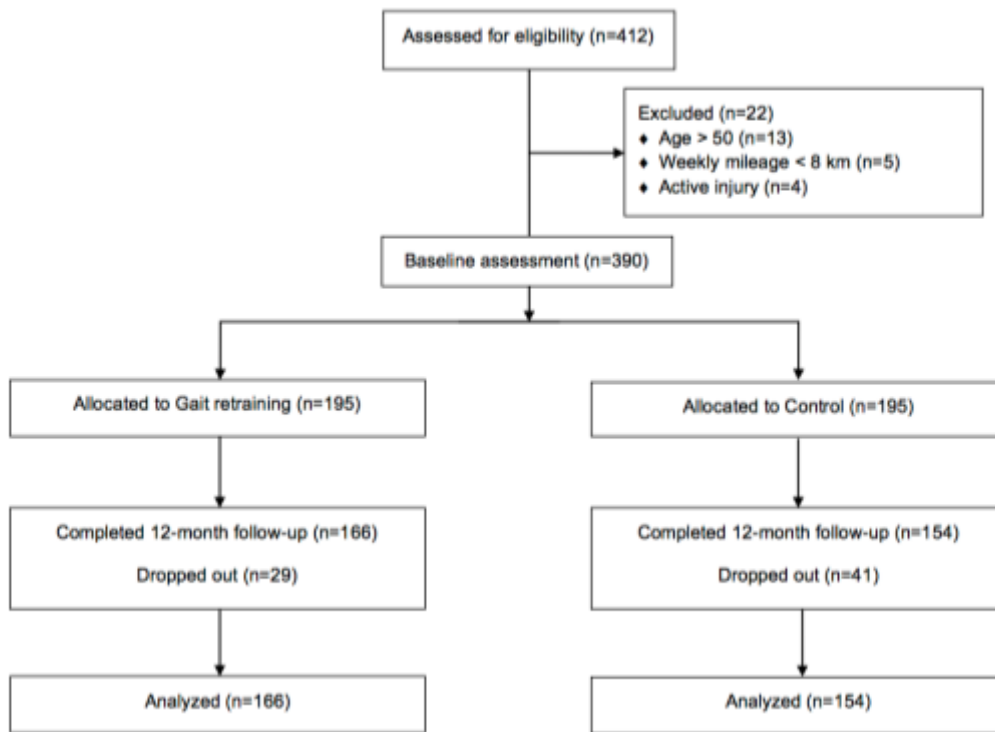 Assessed for eligibility (n=412)
Excluded (n=22)
♦ Age > 50 (n=13)
♦ Weekly mileage < 8 km (n=5)
♦ Active injury (n=4)
Baseline assessment (n=390)
Allocated to Gait retraining (n=195)
Allocated to Control (n=195)
Completed 12-month follow-up (n=166)
Dropped out (n=29)
Completed 12-month follow-up (n=154)
Dropped out (n=41)
Analyzed (n=166)
Analyzed (n=154)